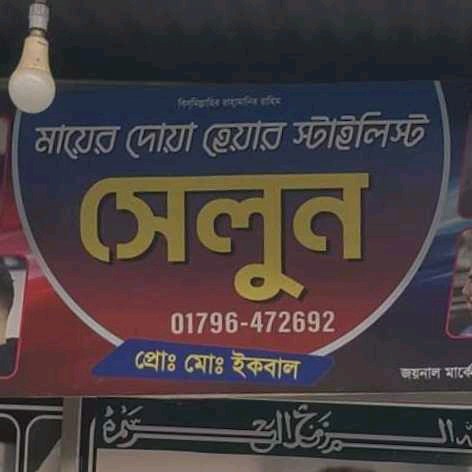 বিসমিল্লাহির রাহমানির রাহিম
মায়ের দোয়া হেয়ার স্টাইলিস্ট
সেলুন
01796-472692
প্রোঃ মোঃ ইকবাল
জয়নাল